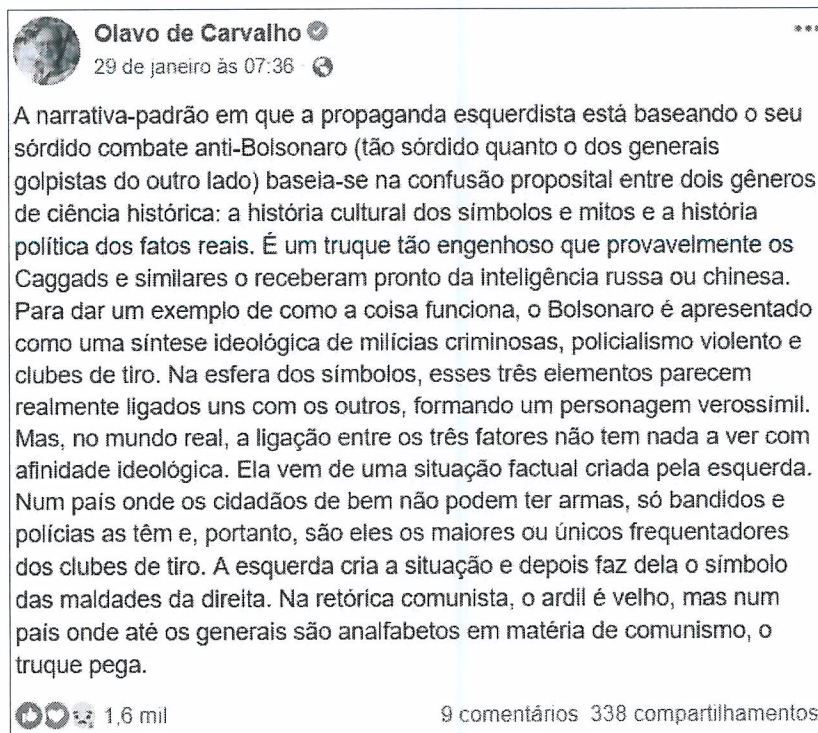 Olavo de Carvalho
29 de janeiro às 07:36
A narrativa-padrão em que a propaganda esquerdista está baseando o seu
sórdido combate anti-Bolsonaro (tão sórdido quanto o dos generais
golpistas do outro lado) baseia-se na confusão proposital entre dois gêneros
de ciência histórica: a história cultural dos símbolos e mitos e a história
política dos fatos reais. É um truque tão engenhoso que provavelmente os
Caggads e similares o receberam pronto da inteligência russa ou chinesa.
Para dar um exemplo de como a coisa funciona, o Bolsonaro é apresentado
como uma síntese ideológica de milícias criminosas, policialismo violento e
clubes de tiro. Na esfera dos símbolos, esses três elementos parecem
realmente ligados uns com os outros, formando um personagem verossímil.
Mas, no mundo real, a ligação entre os três fatores não tem nada a ver com
afinidade ideológica. Ela vem de uma situação factual criada pela esquerda.
Num país onde os cidadãos de bem não podem ter armas, só bandidos e
polícias as têm e, portanto, são eles os maiores ou únicos frequentadores
dos clubes de tiro. A esquerda cria a situação e depois faz dela o símbolo
das maldades da direita. Na retórica comunista, o ardil é velho, mas num
país onde até os generais são analfabetos em matéria de comunismo, o
truque pega.
1,6 mil 9 comentários 338 compartilhamentos